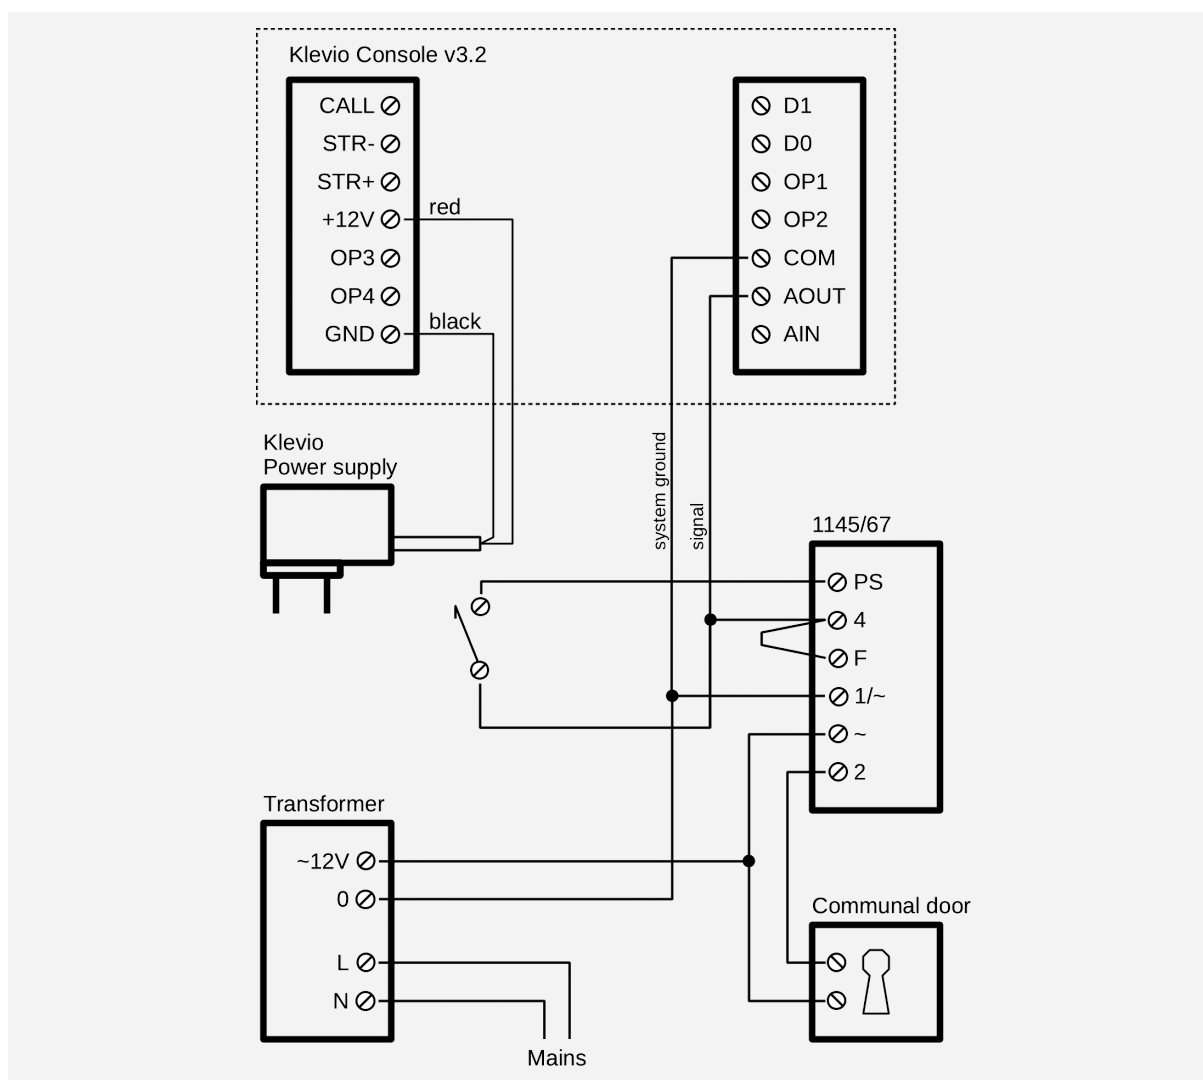 Klevio Console v3.2
CALL
STR-
STR+
+12V
OP3
OP4
GND
red
black
D1
D0
OP1
OP2
COM
AOUT
AIN
Klevio
Power supply
system ground
signal
1145/67
PS
4
F
1/~
~
2
Transformer
~12V
0
L
N
Mains
Communal door